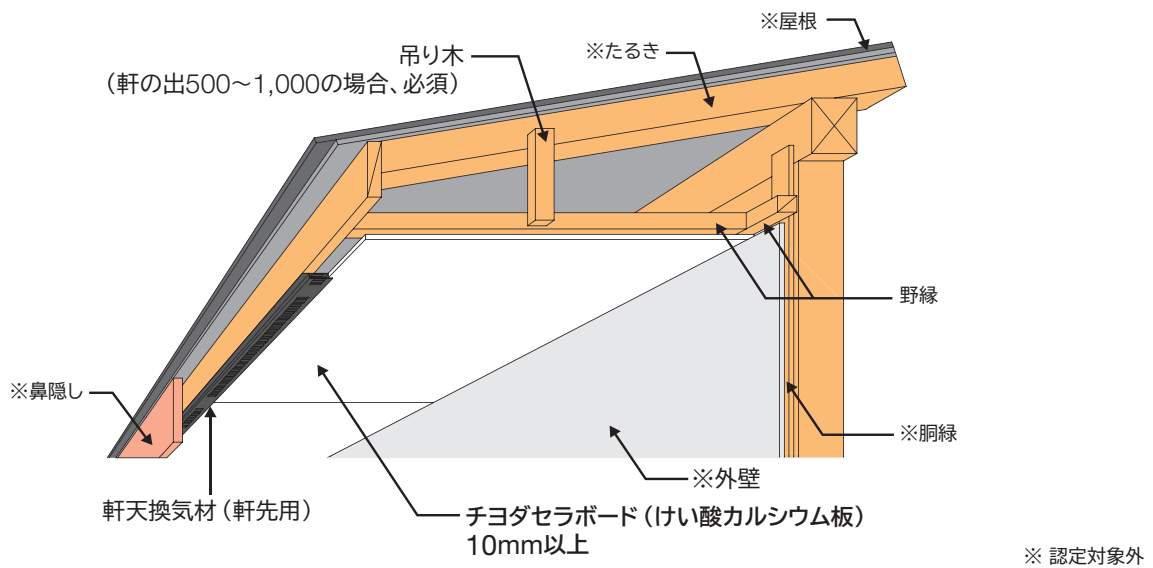 ※屋根
※たるき
吊り木
（軒の出500～1,000の場合、必須）
野縁
※鼻隠し
※胴縁
※外壁
軒天換気材（軒先用）
チヨダセラボード（けい酸カルシウム板）
10mm以上
※ 認定対象外